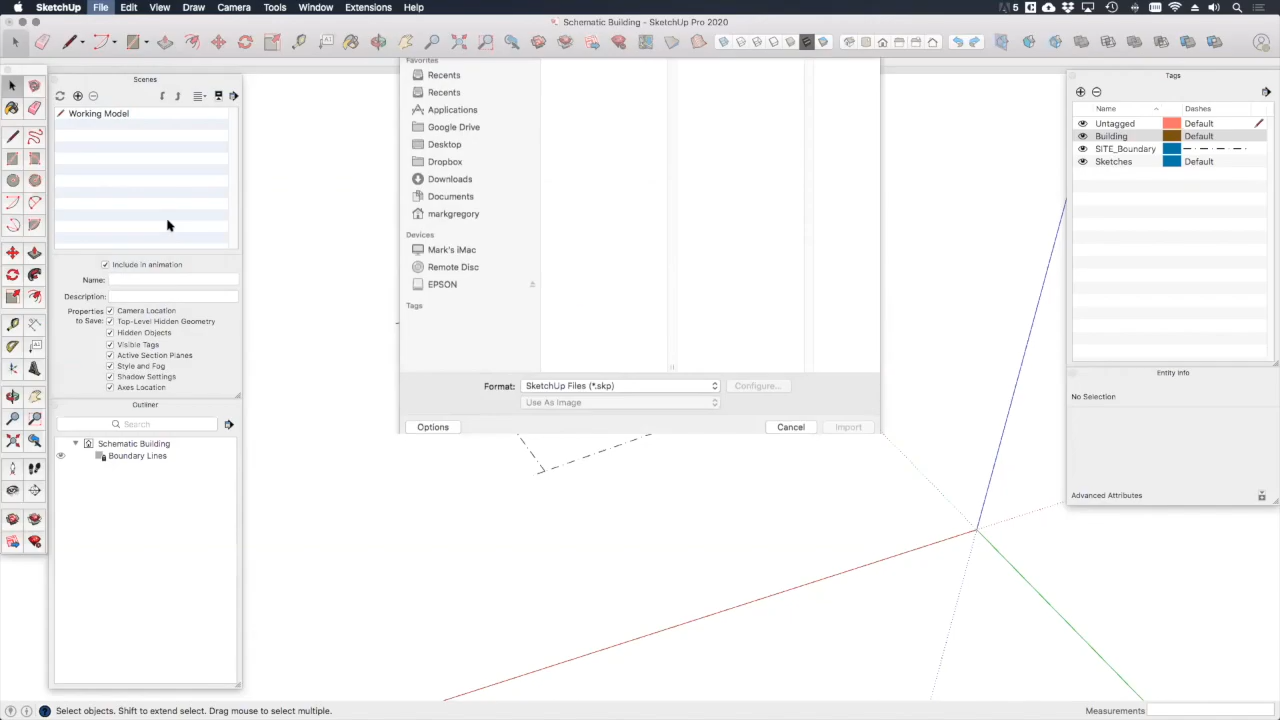 SketchUp File Edit View Draw Camera Tools Window Extensions Help
5
Schematic Building - SketchUp Pro 2020
Scenes
Working Model
Include in animation
Name:
Description:
Properties to Save:
Camera Location
Top-Level Hidden Geometry
Hidden Objects
Visible Tags
Active Section Planes
Style and Fog
Shadow Settings
Axes Location
Outliner
Search
Schematic Building
Boundary Lines
Favorites
Recents
Recents
Applications
Google Drive
Desktop
Dropbox
Downloads
Documents
markgregory
Devices
Mark's iMac
Remote Disc
EPSON
Tags
Format: SketchUp Files (*.skp) Configure...
Use As Image
Options Cancel Import
Tags
Name Dashes
Untagged Default
Building Default
SITE_Boundary
Sketches Default
Entity Info
No Selection
Advanced Attributes
Select objects. Shift to extend select. Drag mouse to select multiple.
Measurements